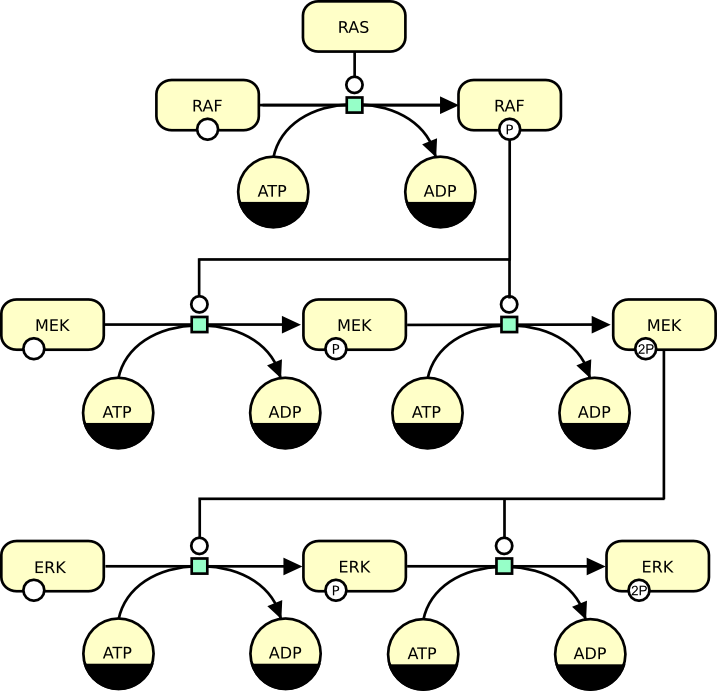 RAS
RAF
RAF
P
ATP
ADP
MEK
MEK
MEK
P
2P
ATP
ADP
ATP
ADP
ERK
ERK
ERK
P
2P
ATP
ADP
ATP
ADP